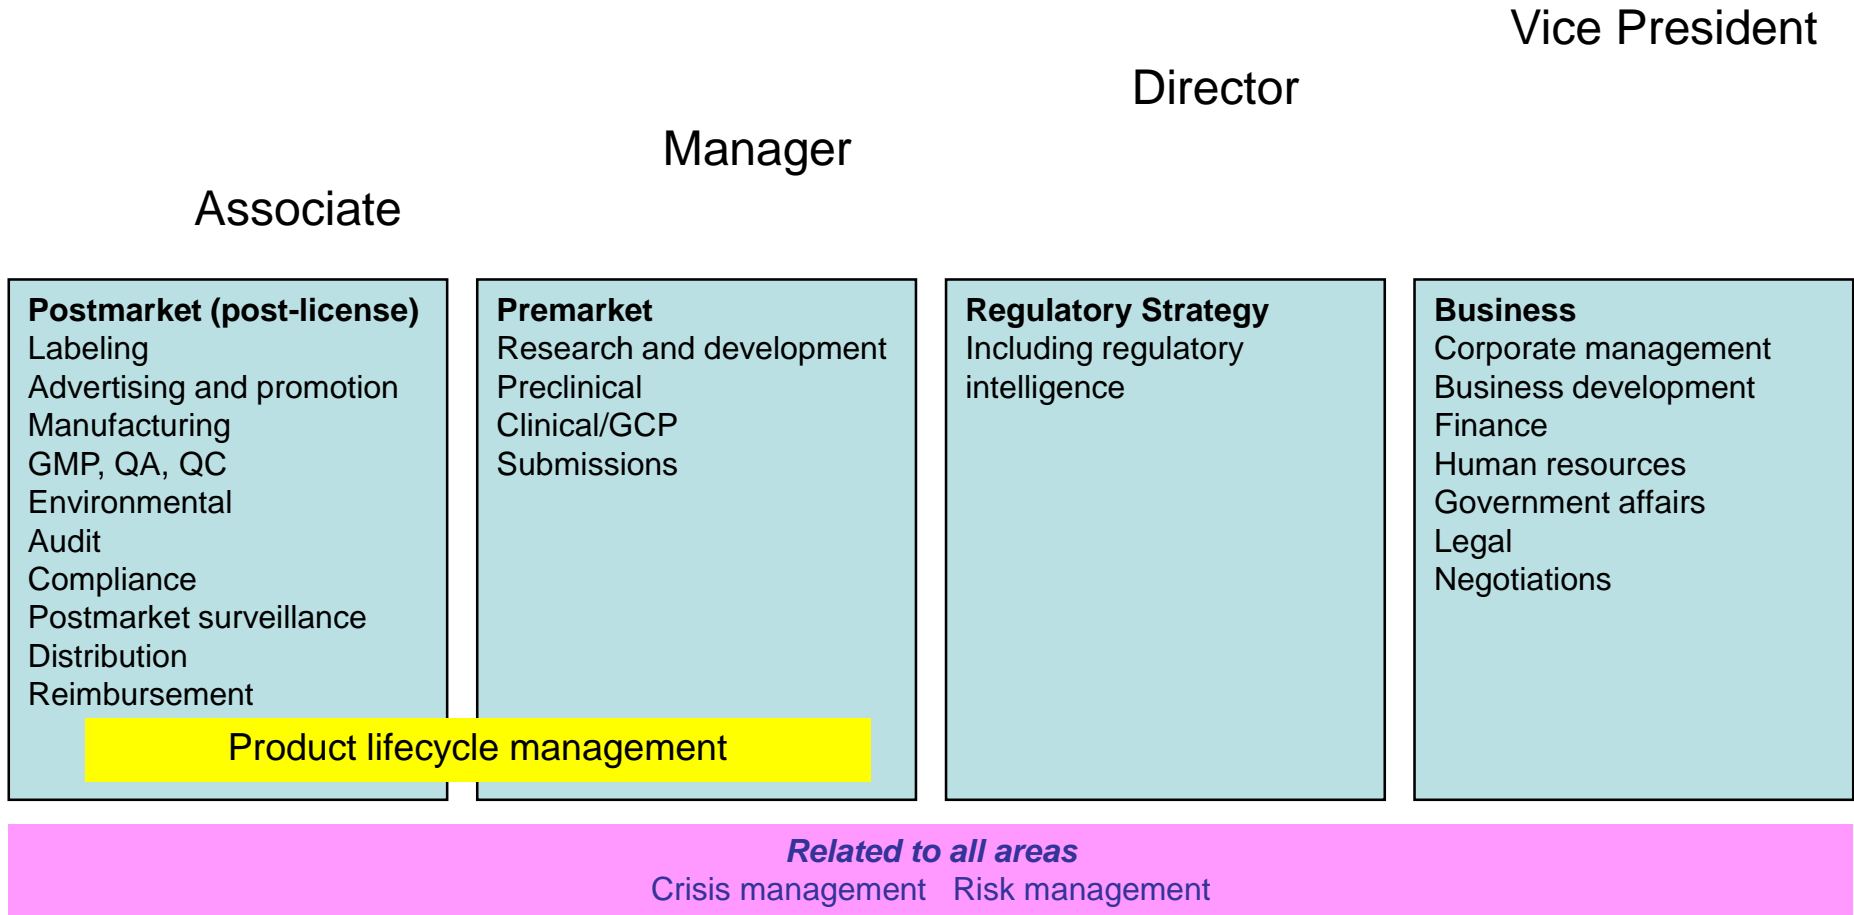 Vice President
Director
Manager
Associate
Postmarket (post-license)
Labeling
Advertising and promotion
Manufacturing
GMP, QA, QC
Environmental
Audit
Compliance
Postmarket surveillance
Distribution
Reimbursement
Premarket
Research and development
Preclinical
Clinical/GCP
Submissions
Regulatory Strategy
Including regulatory
intelligence
Business
Corporate management
Business development
Finance
Human resources
Government affairs
Legal
Negotiations
Product lifecycle management
Related to all areas
Crisis management Risk management